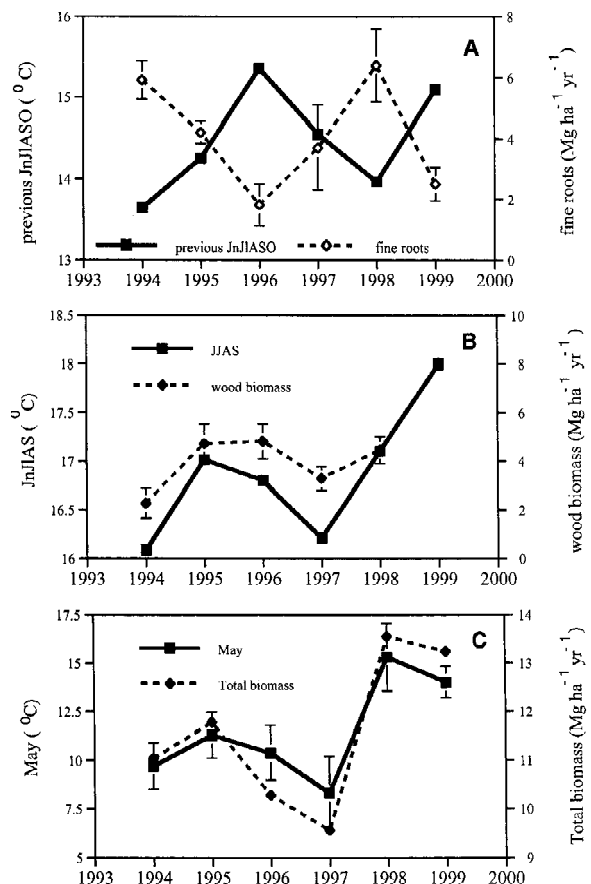 16
15
14
13
previous JnJlASO ( °C)
8
6
4
2
0
fine roots (Mg ha⁻¹ yr⁻¹)
A
previous JnJlASO
fine roots
1993 1994 1995 1996 1997 1998 1999 2000
18.5
18
17.5
17
16.5
16
JnJlAS ( °C)
10
8
6
4
2
0
wood biomass (Mg ha⁻¹ yr⁻¹)
B
JJAS
wood biomass
1993 1994 1995 1996 1997 1998 1999 2000
17.5
15
12.5
10
7.5
5
May ( °C)
14
13
12
11
10
9
Total biomass (Mg ha⁻¹ yr⁻¹)
C
May
Total biomass
1993 1994 1995 1996 1997 1998 1999 2000